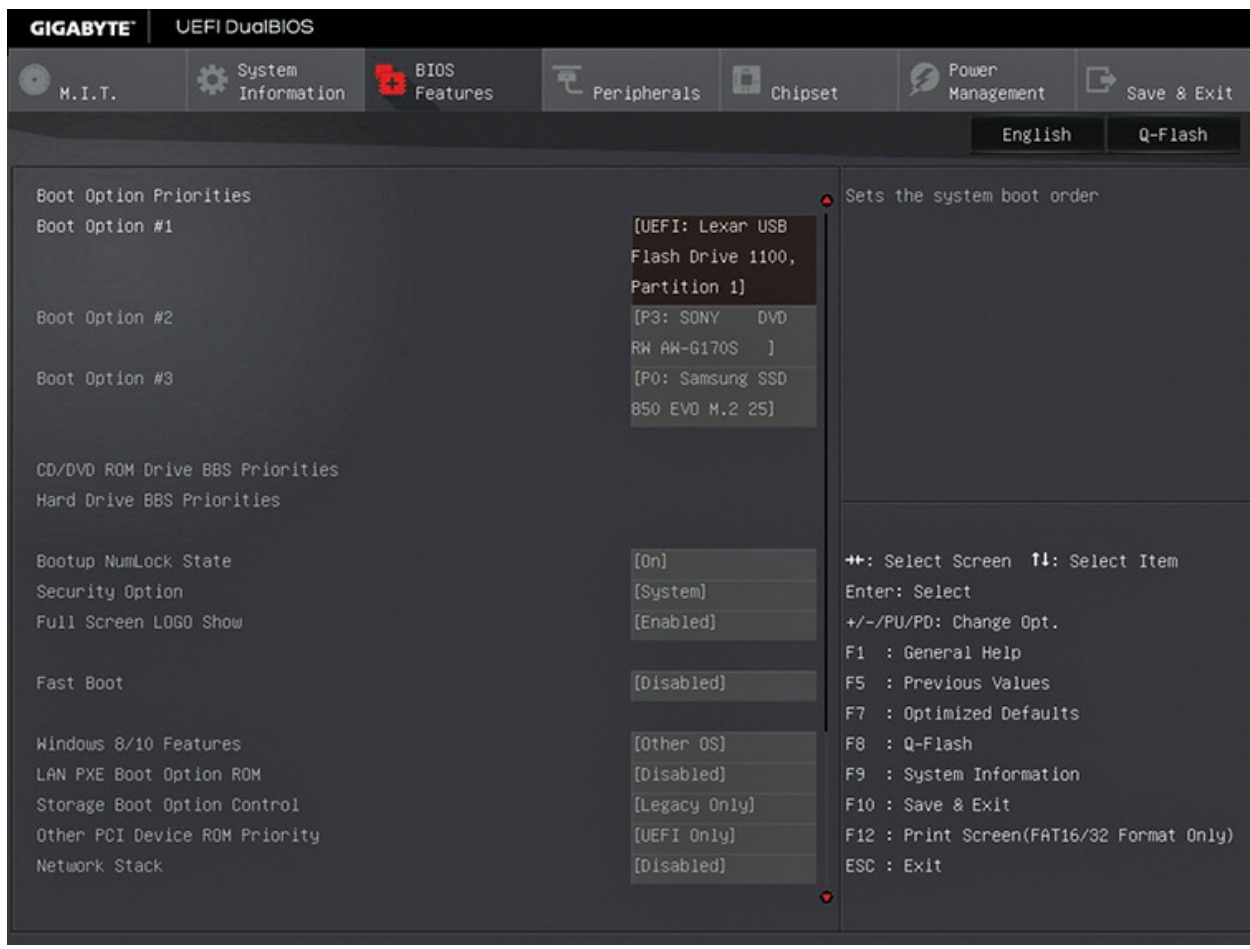 GIGABYTE™ UEFI DualBIOS
M.I.T.
System
Information
BIOS
Features
Peripherals
Chipset
Power
Management
Save & Exit
English Q-Flash
Boot Option Priorities
Boot Option #1 [UEFI: Lexar USB
Flash Drive 1100,
Partition 1]
Boot Option #2 [P3: SONY DVD
RW AW-G170S ]
Boot Option #3 [P0: Samsung SSD
850 EVO M.2 25]
CD/DVD ROM Drive BBS Priorities
Hard Drive BBS Priorities
Bootup NumLock State [On]
Security Option [System]
Full Screen LOGO Show [Enabled]
Fast Boot [Disabled]
Windows 8/10 Features [Other OS]
LAN PXE Boot Option ROM [Disabled]
Storage Boot Option Control [Legacy Only]
Other PCI Device ROM Priority [UEFI Only]
Network Stack [Disabled]
Sets the system boot order
→←: Select Screen ↑↓: Select Item
Enter: Select
+/-/PU/PD: Change Opt.
F1 : General Help
F5 : Previous Values
F7 : Optimized Defaults
F8 : Q-Flash
F9 : System Information
F10 : Save & Exit
F12 : Print Screen(FAT16/32 Format Only)
ESC : Exit